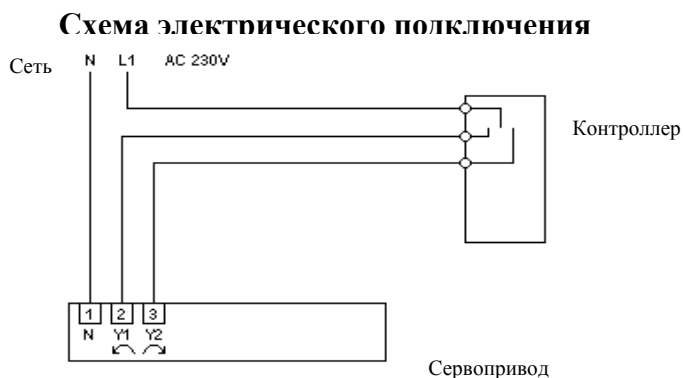 Схема электрического подключения
Сеть N L1 AC 230V
Контроллер
1 2 3
N Y1 Y2
Сервопривод